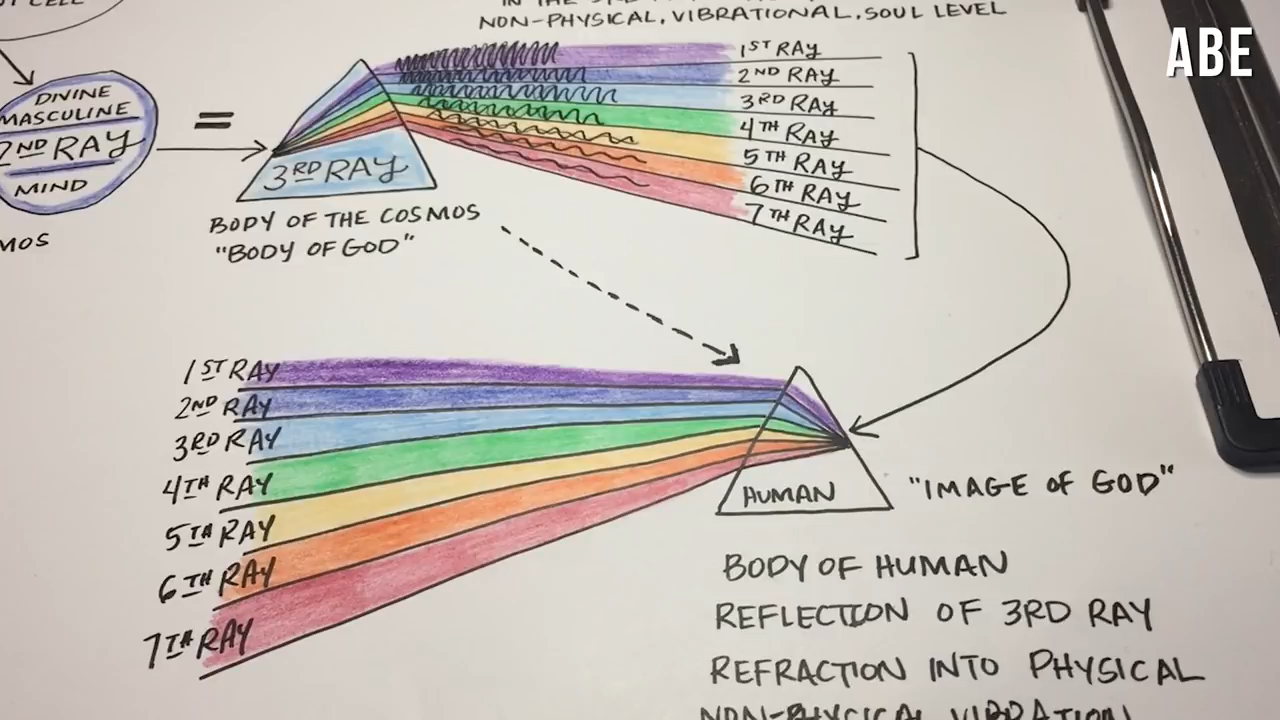 NON-PHYSICAL, VIBRATIONAL, SOUL LEVEL
ABE
DIVINE
MASCULINE
2ND RAY
MIND
=
3RD RAY
BODY OF THE COSMOS
"BODY OF GOD"
1ST RAY
2ND RAY
3RD RAY
4TH RAY
5TH RAY
6TH RAY
7TH RAY
1ST RAY
2ND RAY
3RD RAY
4TH RAY
5TH RAY
6TH RAY
7TH RAY
HUMAN
"IMAGE OF GOD"
BODY OF HUMAN
REFLECTION OF 3RD RAY
REFRACTION INTO PHYSICAL
NON-PHYSICAL VIBRATION